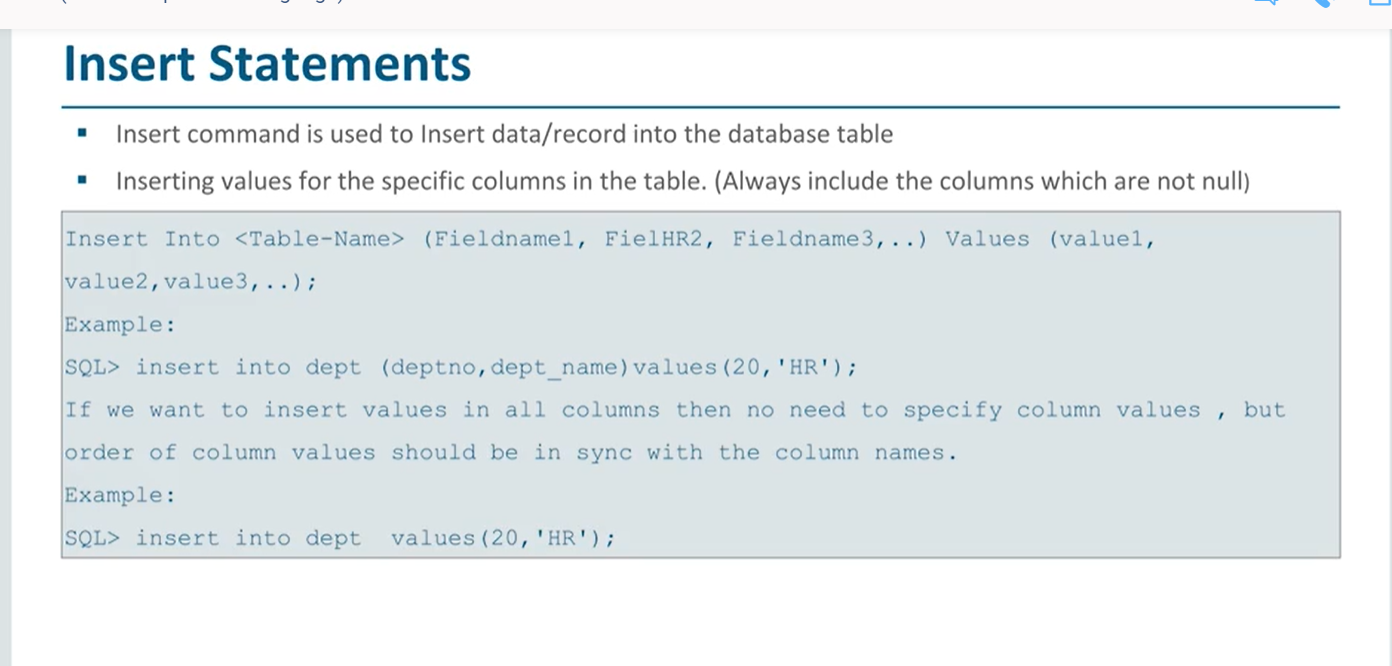 Insert Statements
▪ Insert command is used to Insert data/record into the database table
▪ Inserting values for the specific columns in the table. (Always include the columns which are not null)
Insert Into <Table-Name> (Fieldname1, FielHR2, Fieldname3,..) Values (value1,
value2,value3,..);
Example:
SQL> insert into dept (deptno,dept_name)values(20,'HR');
If we want to insert values in all columns then no need to specify column values , but
order of column values should be in sync with the column names.
Example:
SQL> insert into dept  values(20,'HR');